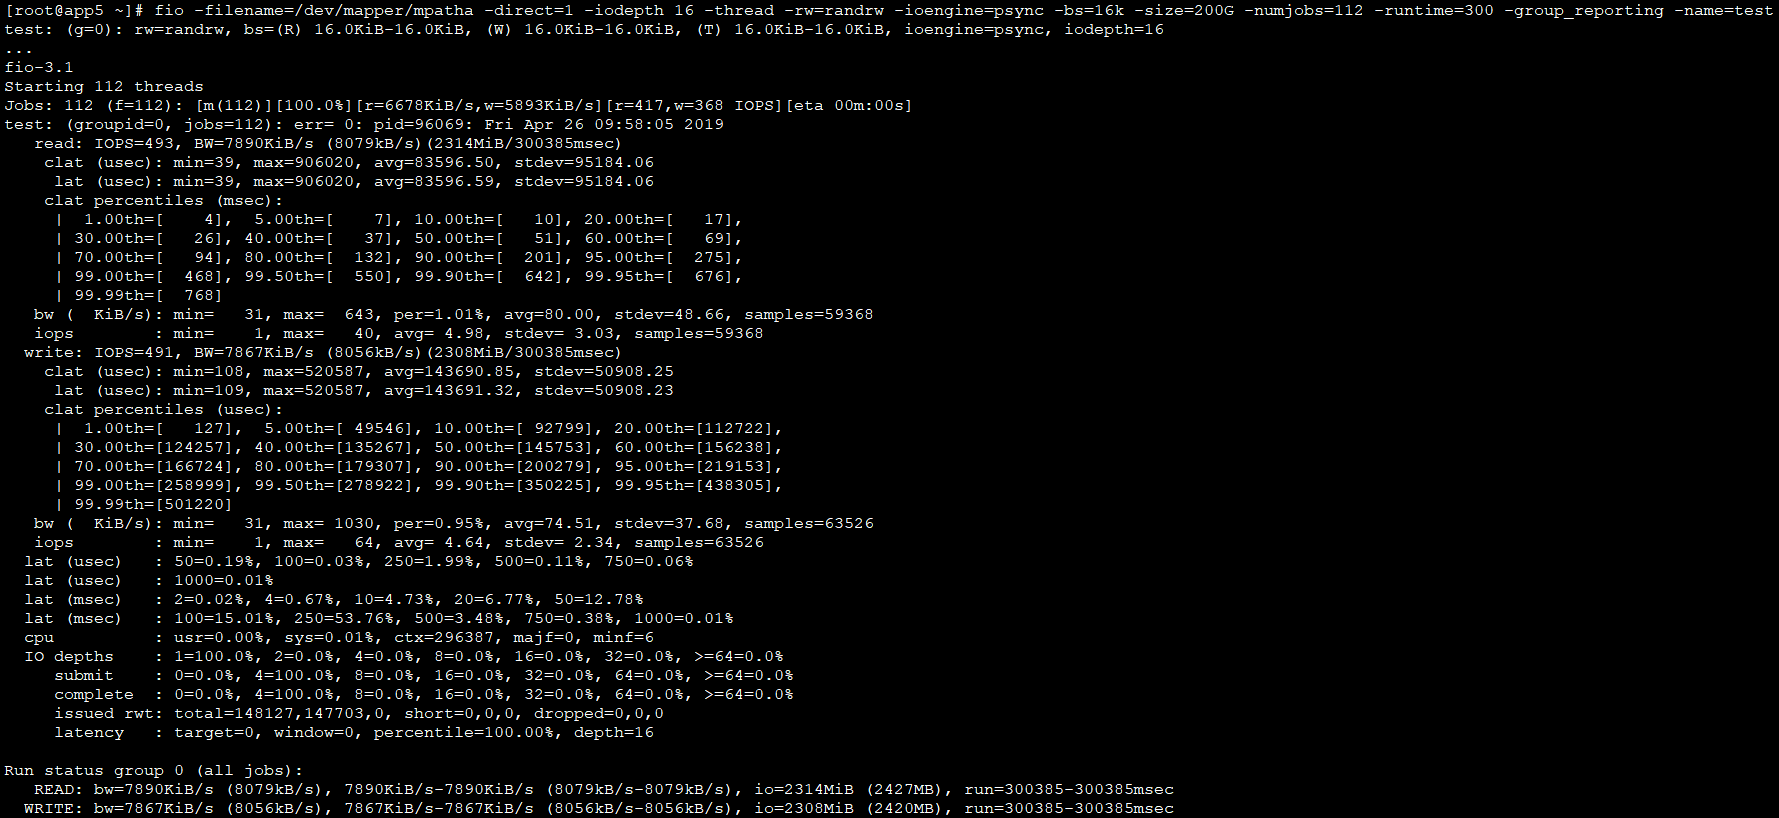 [root@app5 ~]# fio -filename=/dev/mapper/mpatha -direct=1 -iodepth 16 -thread -rw=randrw -ioengine=psync -bs=16k -size=200G -numjobs=112 -runtime=300 -group_reporting -name=test
test: (g=0): rw=randrw, bs=(R) 16.0KiB-16.0KiB, (W) 16.0KiB-16.0KiB, (T) 16.0KiB-16.0KiB, ioengine=psync, iodepth=16
...
fio-3.1
Starting 112 threads
Jobs: 112 (f=112): [m(112)][100.0%][r=6678KiB/s,w=5893KiB/s][r=417,w=368 IOPS][eta 00m:00s]
test: (groupid=0, jobs=112): err= 0: pid=96069: Fri Apr 26 09:58:05 2019
   read: IOPS=493, BW=7890KiB/s (8079kB/s)(2314MiB/300385msec)
    clat (usec): min=39, max=906020, avg=83596.50, stdev=95184.06
     lat (usec): min=39, max=906020, avg=83596.59, stdev=95184.06
    clat percentiles (msec):
     |  1.00th=[    4],  5.00th=[    7], 10.00th=[   10], 20.00th=[   17],
     | 30.00th=[   26], 40.00th=[   37], 50.00th=[   51], 60.00th=[   69],
     | 70.00th=[   94], 80.00th=[  132], 90.00th=[  201], 95.00th=[  275],
     | 99.00th=[  468], 99.50th=[  550], 99.90th=[  642], 99.95th=[  676],
     | 99.99th=[  768]
   bw (  KiB/s): min=   31, max=  643, per=1.01%, avg=80.00, stdev=48.66, samples=59368
   iops        : min=    1, max=   40, avg= 4.98, stdev= 3.03, samples=59368
  write: IOPS=491, BW=7867KiB/s (8056kB/s)(2308MiB/300385msec)
    clat (usec): min=108, max=520587, avg=143690.85, stdev=50908.25
     lat (usec): min=109, max=520587, avg=143691.32, stdev=50908.23
    clat percentiles (usec):
     |  1.00th=[   127],  5.00th=[ 49546], 10.00th=[ 92799], 20.00th=[112722],
     | 30.00th=[124257], 40.00th=[135267], 50.00th=[145753], 60.00th=[156238],
     | 70.00th=[166724], 80.00th=[179307], 90.00th=[200279], 95.00th=[219153],
     | 99.00th=[258999], 99.50th=[278922], 99.90th=[350225], 99.95th=[438305],
     | 99.99th=[501220]
   bw (  KiB/s): min=   31, max= 1030, per=0.95%, avg=74.51, stdev=37.68, samples=63526
   iops        : min=    1, max=   64, avg= 4.64, stdev= 2.34, samples=63526
  lat (usec)   : 50=0.19%, 100=0.03%, 250=1.99%, 500=0.11%, 750=0.06%
  lat (usec)   : 1000=0.01%
  lat (msec)   : 2=0.02%, 4=0.67%, 10=4.73%, 20=6.77%, 50=12.78%
  lat (msec)   : 100=15.01%, 250=53.76%, 500=3.48%, 750=0.38%, 1000=0.01%
  cpu          : usr=0.00%, sys=0.01%, ctx=296387, majf=0, minf=6
  IO depths    : 1=100.0%, 2=0.0%, 4=0.0%, 8=0.0%, 16=0.0%, 32=0.0%, >=64=0.0%
     submit    : 0=0.0%, 4=100.0%, 8=0.0%, 16=0.0%, 32=0.0%, 64=0.0%, >=64=0.0%
     complete  : 0=0.0%, 4=100.0%, 8=0.0%, 16=0.0%, 32=0.0%, 64=0.0%, >=64=0.0%
     issued rwt: total=148127,147703,0, short=0,0,0, dropped=0,0,0
     latency   : target=0, window=0, percentile=100.00%, depth=16
Run status group 0 (all jobs):
   READ: bw=7890KiB/s (8079kB/s), 7890KiB/s-7890KiB/s (8079kB/s-8079kB/s), io=2314MiB (2427MB), run=300385-300385msec
  WRITE: bw=7867KiB/s (8056kB/s), 7867KiB/s-7867KiB/s (8056kB/s-8056kB/s), io=2308MiB (2420MB), run=300385-300385msec